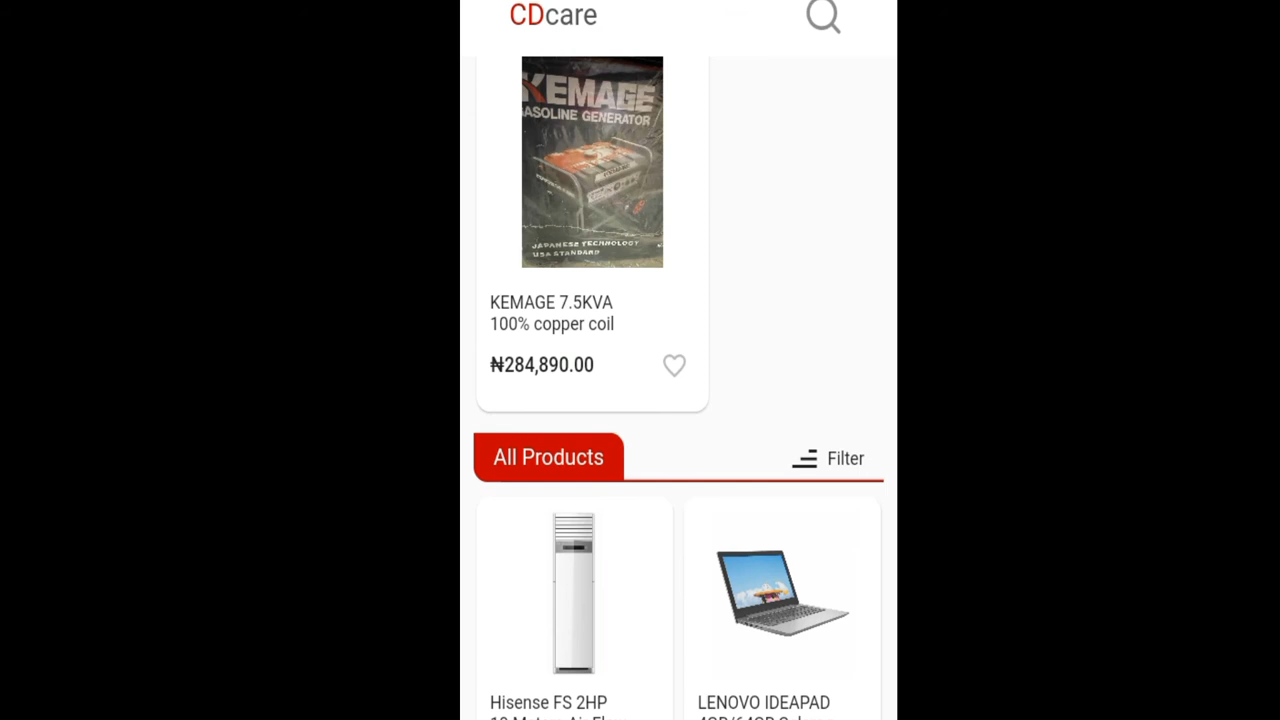 CDcare
KEMAGE
GASOLINE GENERATOR
JAPANESE TECHNOLOGY
USA STANDARD
KEMAGE 7.5KVA
100% copper coil
₦284,890.00
All Products
Filter
Hisense FS 2HP
LENOVO IDEAPAD